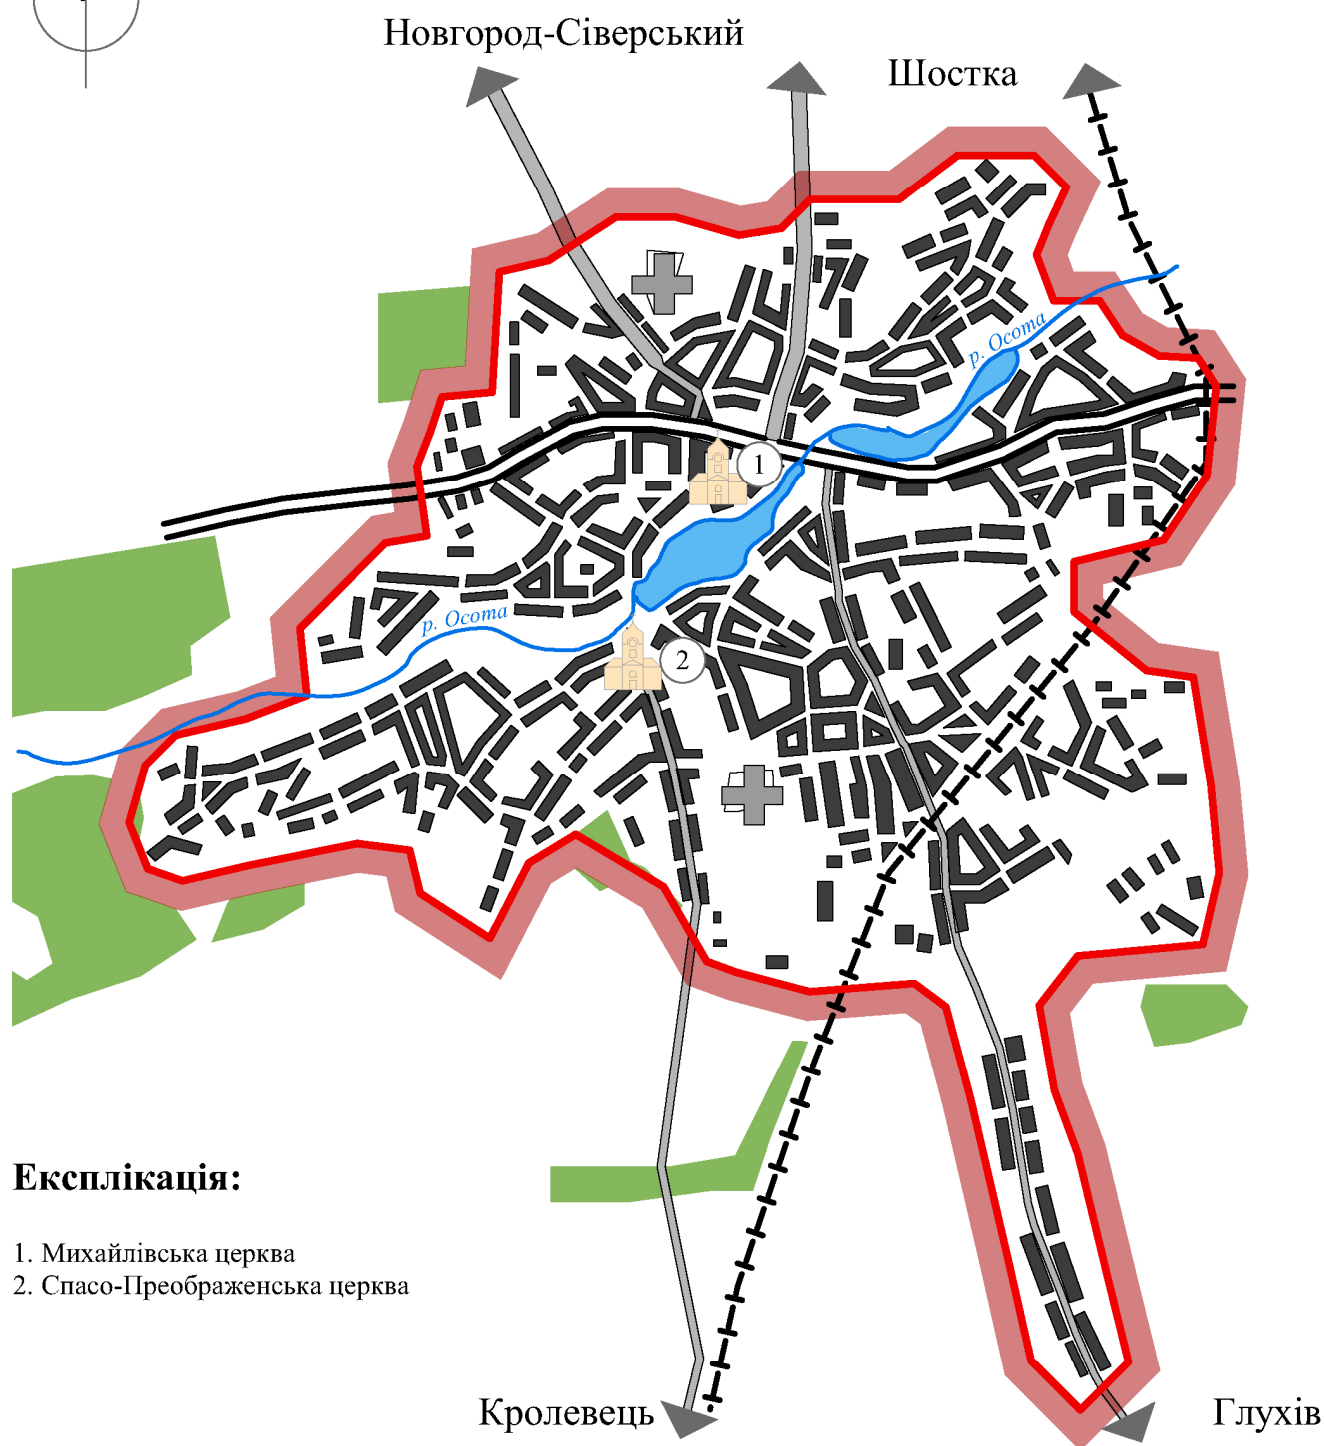 Новгород-Сіверський
Шостка
р. Осота
1
р. Осота
2
Експлікація:
1. Михайлівська церква
2. Спасо-Преображенська церква
Кролевець
Глухів